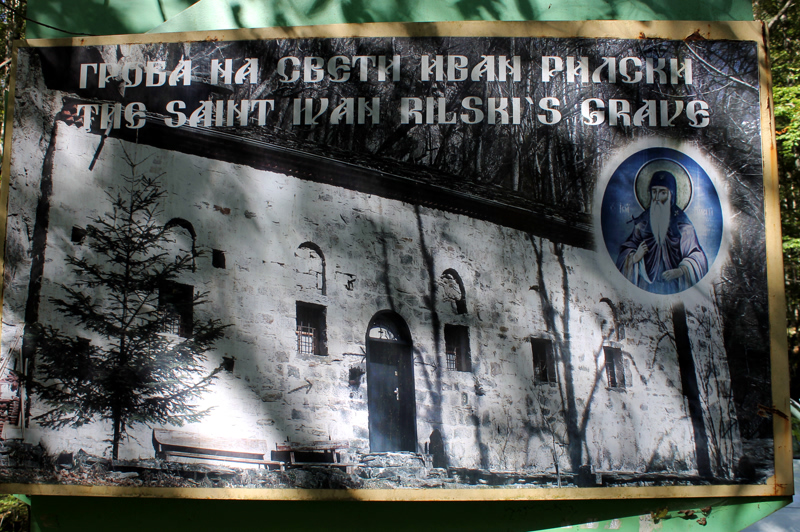 ГРОБА НА СВЕТИ ИВАН РИЛСКИ
THE SAINT IVAN RILSKI`S GRAVE